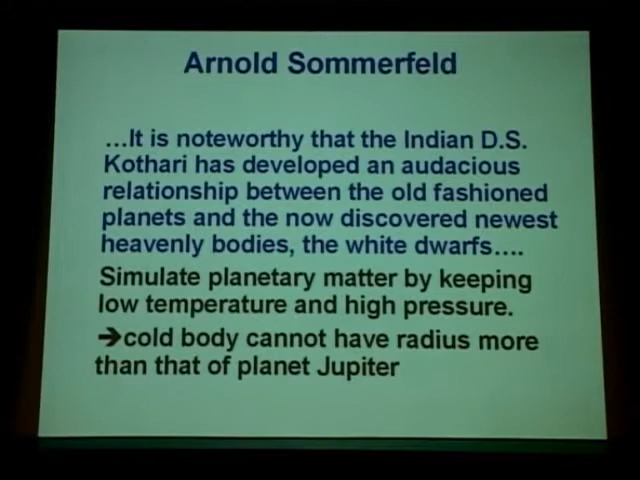 Arnold Sommerfeld
...It is noteworthy that the Indian D.S.
Kothari has developed an audacious
relationship between the old fashioned
planets and the now discovered newest
heavenly bodies, the white dwarfs....
Simulate planetary matter by keeping
low temperature and high pressure.
➔cold body cannot have radius more
than that of planet Jupiter